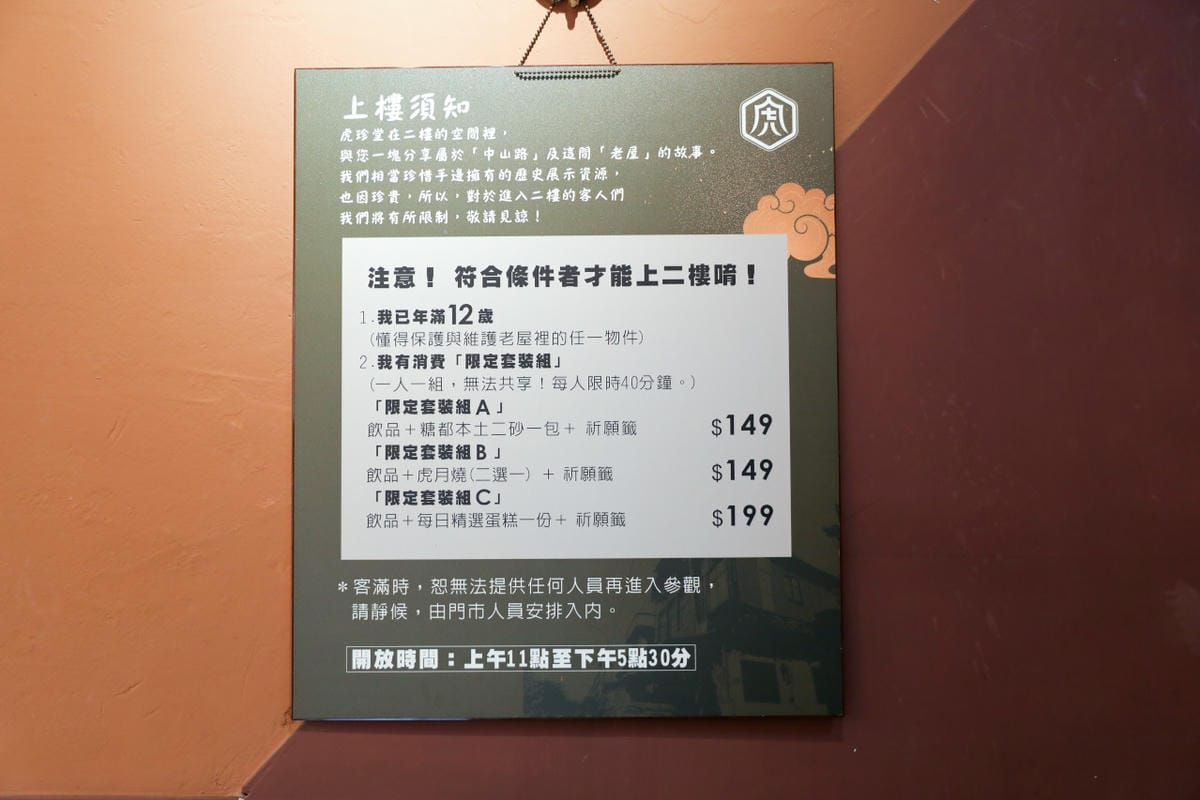 上樓須知
虎
虎珍堂在二樓的空間裡，
與您一塊分享屬於「中山路」及這間「老屋」的故事。
我們相當珍惜手邊擁有的歷史展示資源，
也因珍貴，所以，對於進入二樓的客人們
我們將有所限制，敬請見諒！
注意！ 符合條件者才能上二樓唷！
1.我已年滿12歲
(懂得保護與維護老屋裡的任一物件)
2.我有消費「限定套裝組」
(一人一組，無法共享！每人限時40分鐘。)
「限定套裝組A」
飲品＋糖都本土二砂一包＋ 祈願籤 $149
「限定套裝組B」
飲品＋虎月燒(二選一) ＋ 祈願籤 $149
「限定套裝組C」
飲品＋每日精選蛋糕一份＋ 祈願籤 $199
＊客滿時，恕無法提供任何人員再進入參觀，
請靜候，由門市人員安排入內。
開放時間：上午11點至下午5點30分